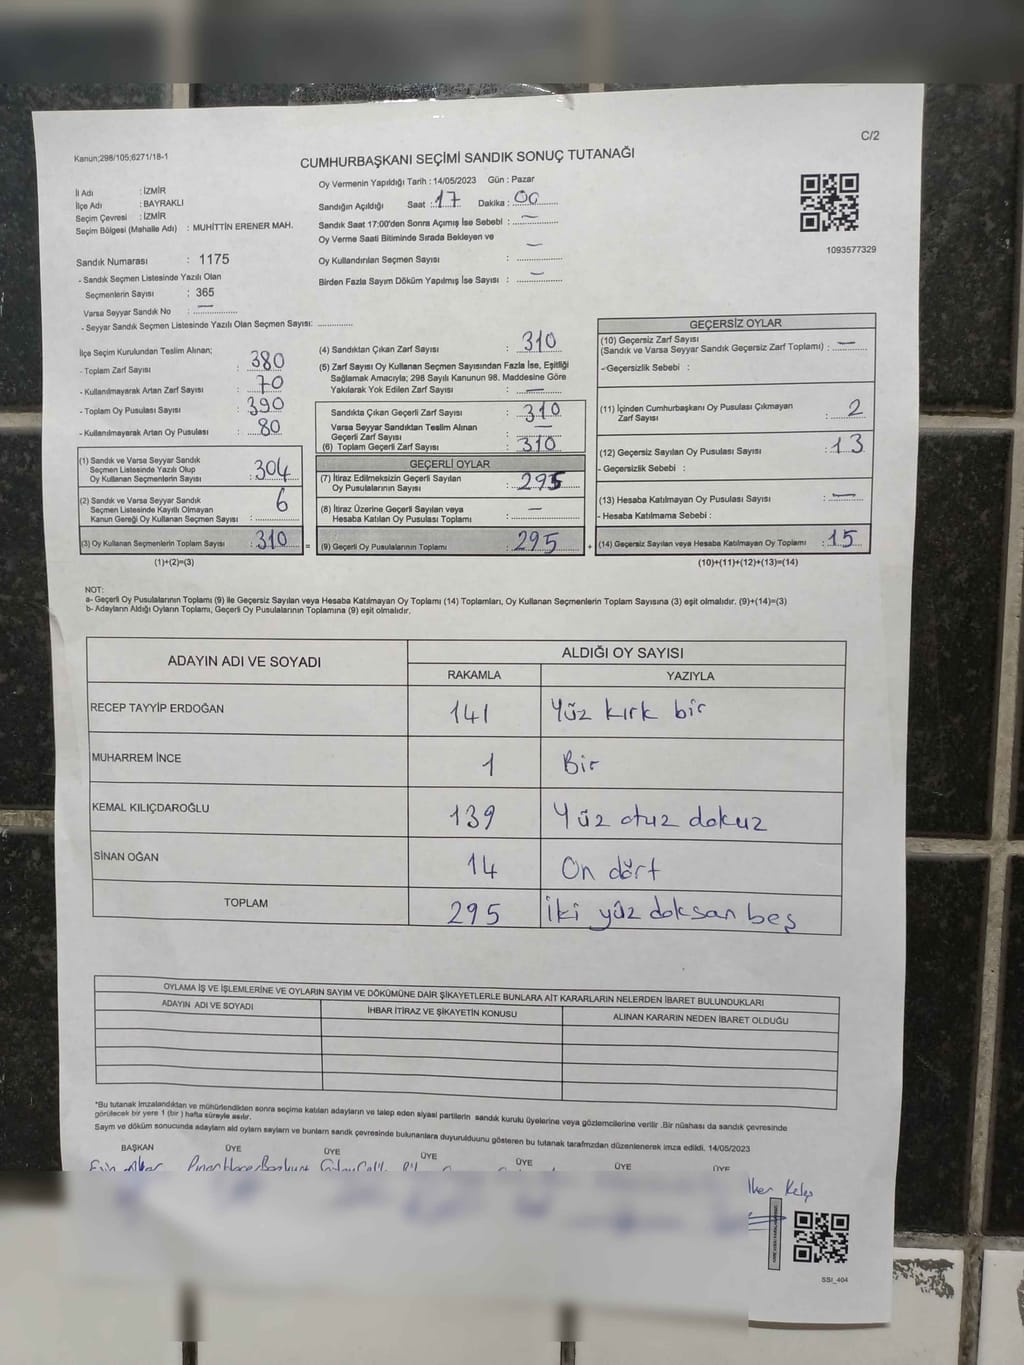 C/2
Kanun;298/105;6271/18-1
CUMHURBAŞKANI SEÇİMİ SANDIK SONUÇ TUTANAĞI
İl Adı : İZMİR
İlçe Adı : BAYRAKLI
Seçim Çevresi : İZMİR
Seçim Bölgesi (Mahalle Adı) : MUHİTTİN ERENER MAH.
Sandık Numarası : 1175
- Sandık Seçmen Listesinde Yazılı Olan
Seçmenlerin Sayısı : 365
Varsa Seyyar Sandık No : —
- Seyyar Sandık Seçmen Listesinde Yazılı Olan Seçmen Sayısı: ............
Oy Vermenin Yapıldığı Tarih : 14/05/2023 Gün : Pazar
Sandığın Açıldığı Saat : 17 Dakika : 00
Sandık Saat 17:00'den Sonra Açımış İse Sebebi : —
Oy Verme Saati Bitiminde Sırada Bekleyen ve —
Oy Kullandırılan Seçmen Sayısı : ............
Birden Fazla Sayım Döküm Yapılmış İse Sayısı : —
1093577329
İlçe Seçim Kurulundan Teslim Alınan;
- Toplam Zarf Sayısı : 380
- Kullanılmayarak Artan Zarf Sayısı : 70
- Toplam Oy Pusulası Sayısı : 390
- Kullanılmayarak Artan Oy Pusulası : 80
(1) Sandık ve Varsa Seyyar Sandık
Seçmen Listesinde Yazılı Olup
Oy Kullanan Seçmenlerin Sayısı : 304
(2) Sandık ve Varsa Seyyar Sandık
Seçmen Listesinde Kayıtlı Olmayan
Kanun Gereği Oy Kullanan Seçmen Sayısı : 6
(3) Oy Kullanan Seçmenlerin Toplam Sayısı : 310 =
(1)+(2)=(3)
(4) Sandıktan Çıkan Zarf Sayısı : 310
(5) Zarf Sayısı Oy Kullanan Seçmen Sayısından Fazla İse, Eşitliği
Sağlamak Amacıyla; 298 Sayılı Kanunun 98. Maddesine Göre
Yakılarak Yok Edilen Zarf Sayısı : —
Sandıkta Çıkan Geçerli Zarf Sayısı : 310
Varsa Seyyar Sandıktan Teslim Alınan
Geçerli Zarf Sayısı : —
(6) Toplam Geçerli Zarf Sayısı : 310
GEÇERLİ OYLAR
(7) İtiraz Edilmeksizin Geçerli Sayılan
Oy Pusulalarının Sayısı : 295
(8) İtiraz Üzerine Geçerli Sayılan veya
Hesaba Katılan Oy Pusulası Toplamı : —
(9) Geçerli Oy Pusulalarının Toplamı : 295 +
GEÇERSİZ OYLAR
(10) Geçersiz Zarf Sayısı
(Sandık ve Varsa Seyyar Sandık Geçersiz Zarf Toplamı) : —
- Geçersizlik Sebebi :
(11) İçinden Cumhurbaşkanı Oy Pusulası Çıkmayan
Zarf Sayısı : 2
(12) Geçersiz Sayılan Oy Pusulası Sayısı : 13
- Geçersizlik Sebebi :
(13) Hesaba Katılmayan Oy Pusulası Sayısı : —
- Hesaba Katılmama Sebebi :
(14) Geçersiz Sayılan veya Hesaba Katılmayan Oy Toplamı : 15
(10)+(11)+(12)+(13)=(14)
NOT:
a- Geçerli Oy Pusulalarının Toplamı (9) ile Geçersiz Sayılan veya Hesaba Katılmayan Oy Toplamı (14) Toplamları, Oy Kullanan Seçmenlerin Toplam Sayısına (3) eşit olmalıdır. (9)+(14)=(3)
b- Adayların Aldığı Oyların Toplamı, Geçerli Oy Pusulalarının Toplamına (9) eşit olmalıdır.
ADAYIN ADI VE SOYADI ALDIĞI OY SAYISI
RAKAMLA YAZIYLA
RECEP TAYYİP ERDOĞAN 141 Yüz kırk bir
MUHARREM İNCE 1 Bir
KEMAL KILIÇDAROĞLU 139 Yüz otuz dokuz
SİNAN OĞAN 14 On dört
TOPLAM 295 İki yüz doksan beş
OYLAMA İŞ VE İŞLEMLERİNE VE OYLARIN SAYIM VE DÖKÜMÜNE DAİR ŞİKAYETLERLE BUNLARA AİT KARARLARIN NELERDEN İBARET BULUNDUKLARI
ADAYIN ADI VE SOYADI İHBAR İTİRAZ VE ŞİKAYETİN KONUSU ALINAN KARARIN NEDEN İBARET OLDUĞU
*Bu tutanak imzalandıktan ve mühürlendikten sonra seçime katılan adayların ve talep eden siyasi partilerin sandık kurulu üyelerine veya gözlemcilerine verilir .Bir nüshası da sandık çevresinde
görülecek bir yere 1 (bir ) hafta süreyle asılır.
Sayım ve döküm sonucunda adayların ald oyların sayların ve bunların sandık çevresinde bulunanlara duyurulduunu gösteren bu tutanak tarafmzdan düzenlenerek imza edildi. 14/05/2023
BAŞKAN ÜYE ÜYE ÜYE ÜYE ÜYE ÜYE
İlker Keleş
SSI_404